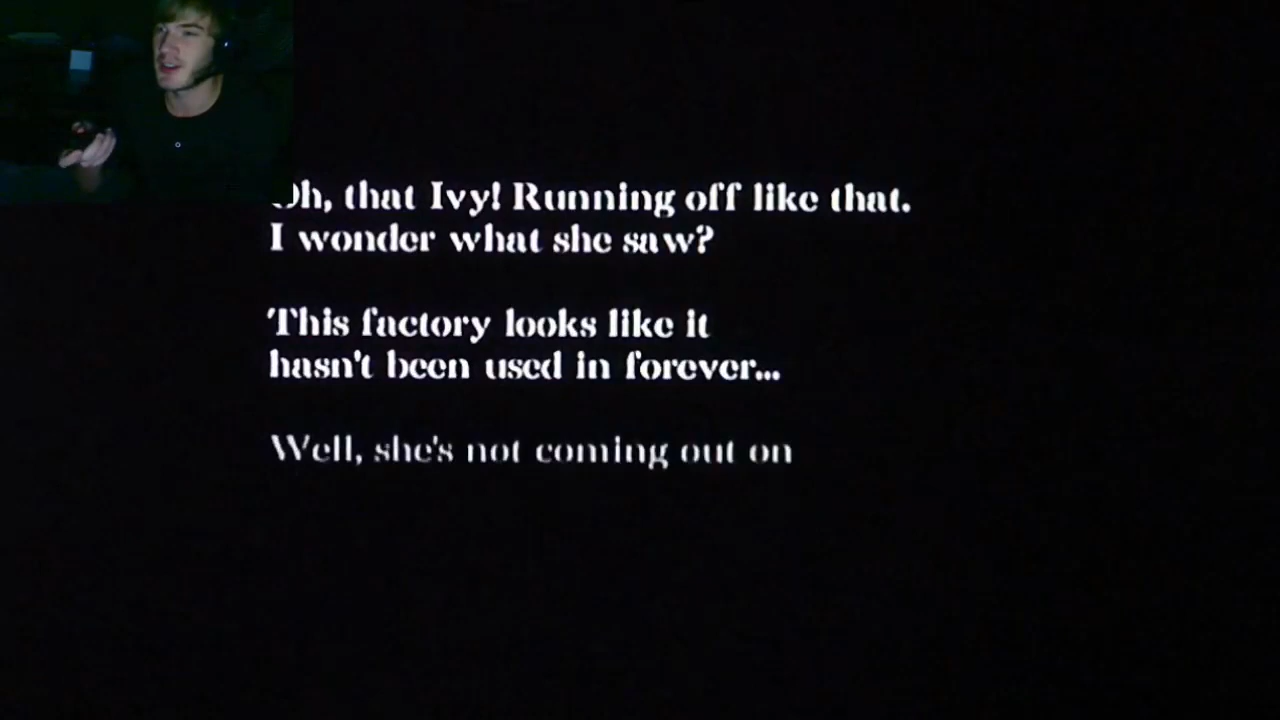 Oh, that Ivy! Running off like that.
I wonder what she saw?
This factory looks like it
hasn't been used in forever...
Well, she's not coming out on